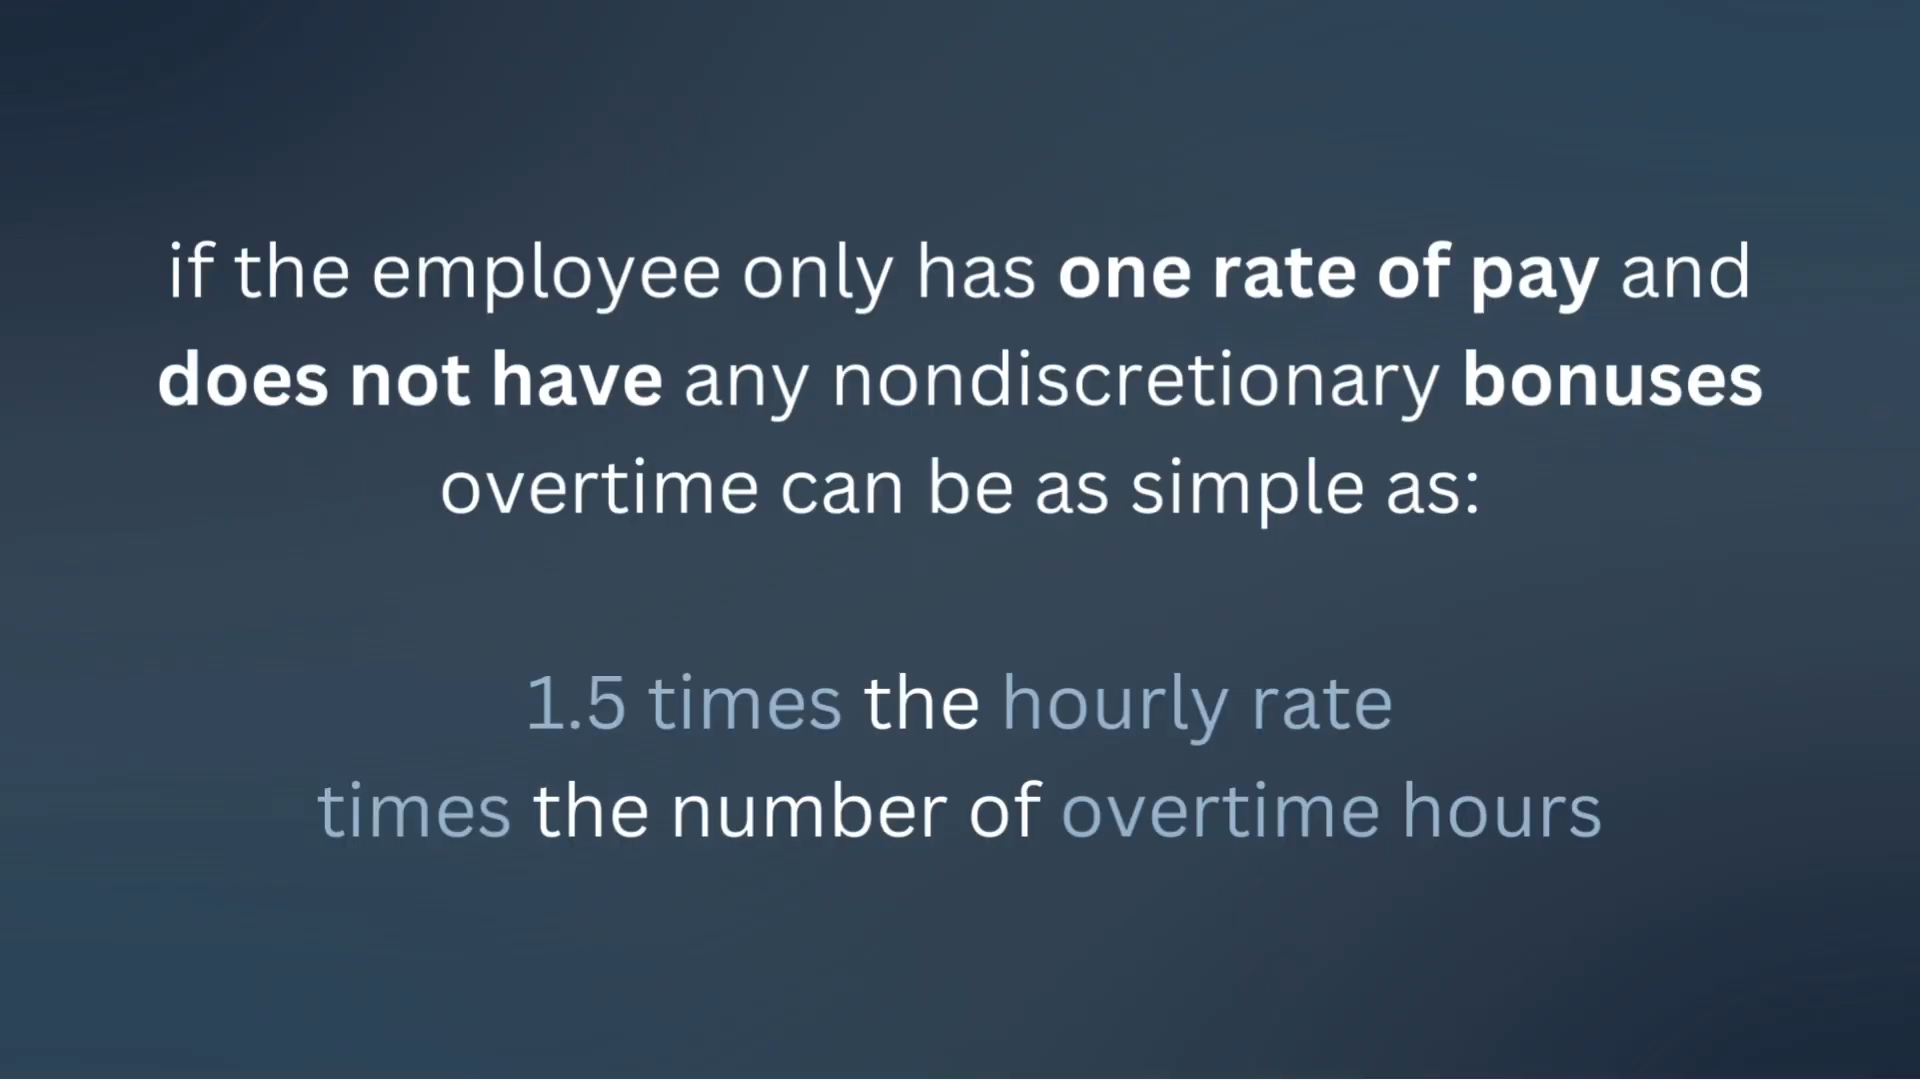 if the employee only has one rate of pay and
does not have any nondiscretionary bonuses
overtime can be as simple as:
1.5 times the hourly rate
times the number of overtime hours